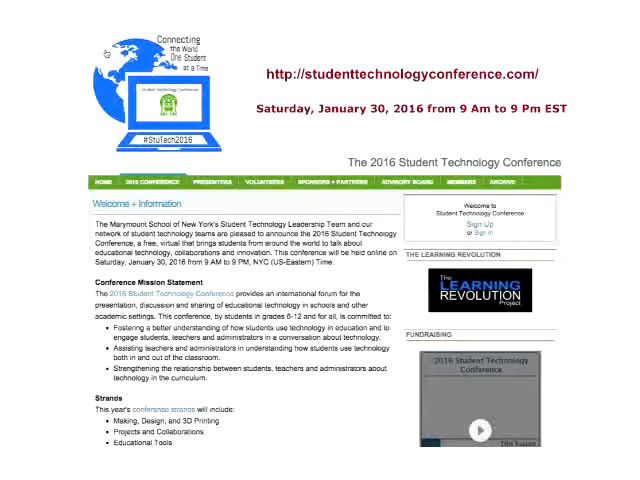 Connecting
the World
One Student
at a Time
Student Technology Conference
#StuTech2016
http://studenttechnologyconference.com/
Saturday, January 30, 2016 from 9 Am to 9 Pm EST
The 2016 Student Technology Conference
HOME 2016 CONFERENCE PRESENTERS VOLUNTEERS SPONSORS + PARTNERS ADVISORY BOARD MEMBERS ARCHIVE
Welcome + Information
The Marymount School of New York's Student Technology Leadership Team and our
network of student technology teams are pleased to announce the 2016 Student Technology
Conference, a free, virtual that brings students from around the world to talk about
educational technology, collaborations and innovation. This conference will be held online on
Saturday, January 30, 2016 from 9 AM to 9 PM, NYC (US-Eastern) Time.
Conference Mission Statement
The 2016 Student Technology Conference provides an international forum for the
presentation, discussion and sharing of educational technology in schools and other
academic settings. This conference, by students in grades 6-12 and for all, is committed to:
• Fostering a better understanding of how students use technology in education and to
engage students, teachers and administrators in a conversation about technology.
• Assisting teachers and administrators in understanding how students use technology
both in and out of the classroom.
• Strengthening the relationship between students, teachers and administrators about
technology in the curriculum.
Strands
This year's conference strands will include:
• Making, Design, and 3D Printing
• Projects and Collaborations
• Educational Tools
Welcome to
Student Technology Conference
Sign Up
or Sign In
THE LEARNING REVOLUTION
The
LEARNING
REVOLUTION
Project
FUNDRAISING
2016 Student Technology
Conference
16% Raised